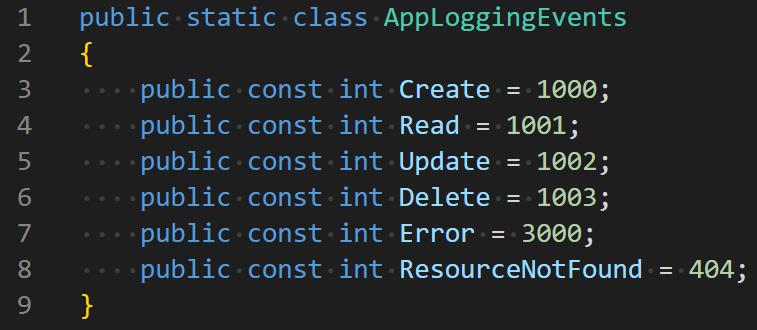 1 public static class AppLoggingEvents
2 {
3     public const int Create = 1000;
4     public const int Read = 1001;
5     public const int Update = 1002;
6     public const int Delete = 1003;
7     public const int Error = 3000;
8     public const int ResourceNotFound = 404;
9 }